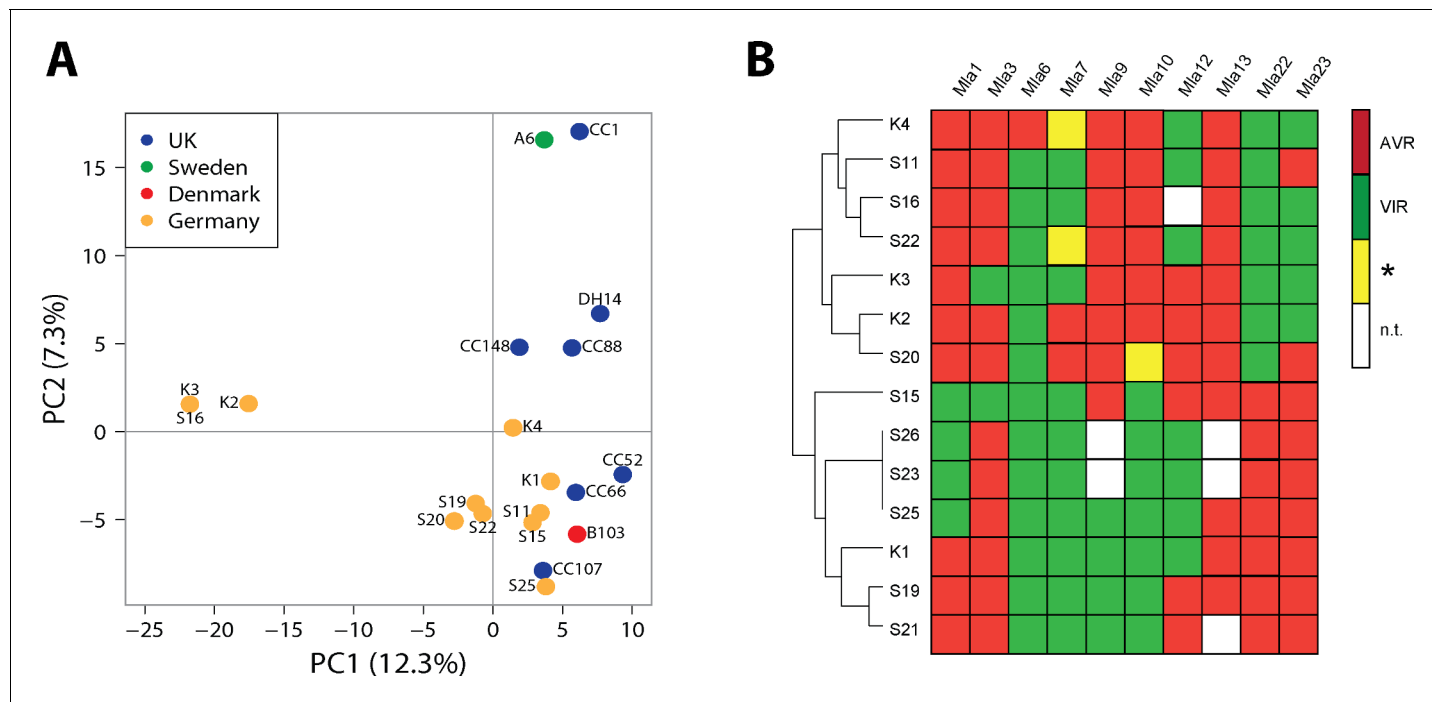 A
UK
Sweden
Denmark
Germany
15
10
5
0
−5
PC2 (7.3%)
A6
CC1
DH14
CC148
CC88
K3
S16
K2
K4
CC52
K1
CC66
S19
S20
S22
S11
S15
B103
CC107
S25
−25
−20
−15
−10
−5
0
5
10
PC1 (12.3%)
B
Mla1
Mla3
Mla6
Mla7
Mla9
Mla10
Mla12
Mla13
Mla22
Mla23
K4
S11
S16
S22
K3
K2
S20
S15
S26
S23
S25
K1
S19
S21
AVR
VIR
*
n.t.